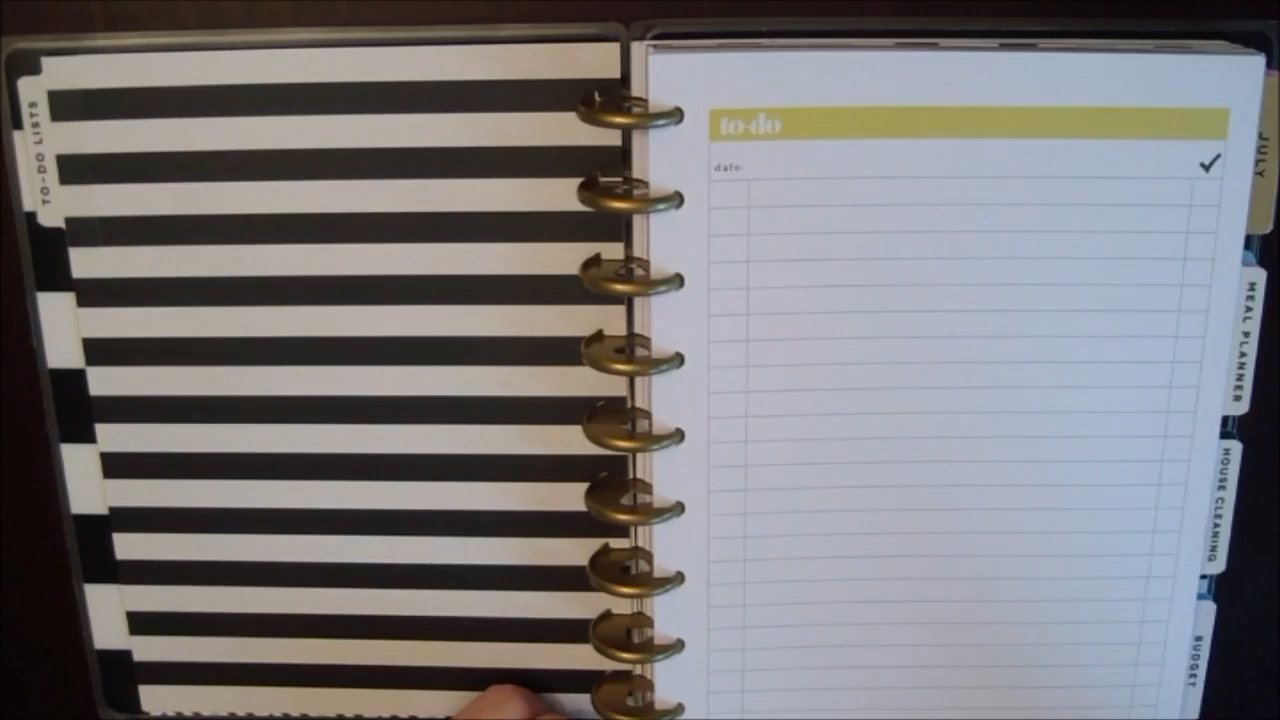 TO-DO LISTS
to-do
date:
JULY
MEAL PLANNER
HOUSE CLEANING
BUDGET